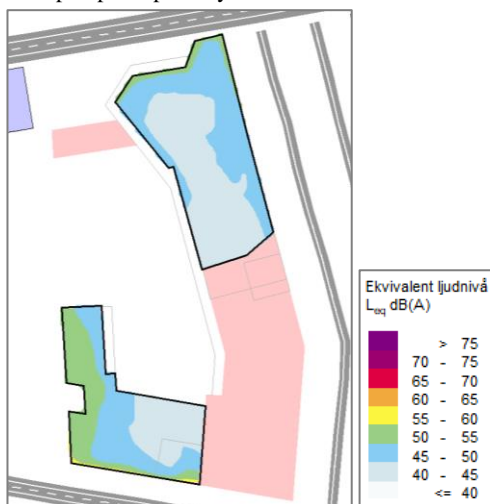 Ekvivalent ljudnivå
Leq dB(A)
> 75
70 - 75
65 - 70
60 - 65
55 - 60
50 - 55
45 - 50
40 - 45
<= 40